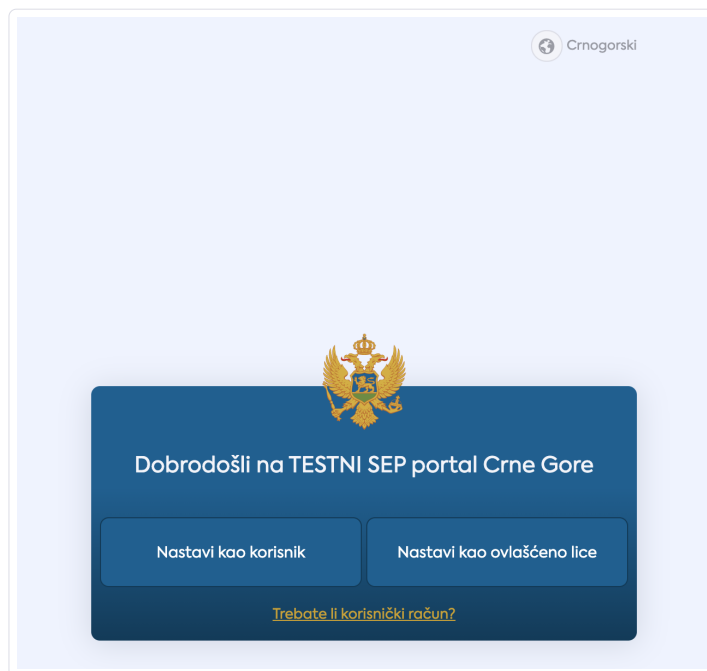 Crnogorski
Dobrodošli na TESTNI SEP portal Crne Gore
Nastavi kao korisnik
Nastavi kao ovlašćeno lice
Trebate li korisnički račun?